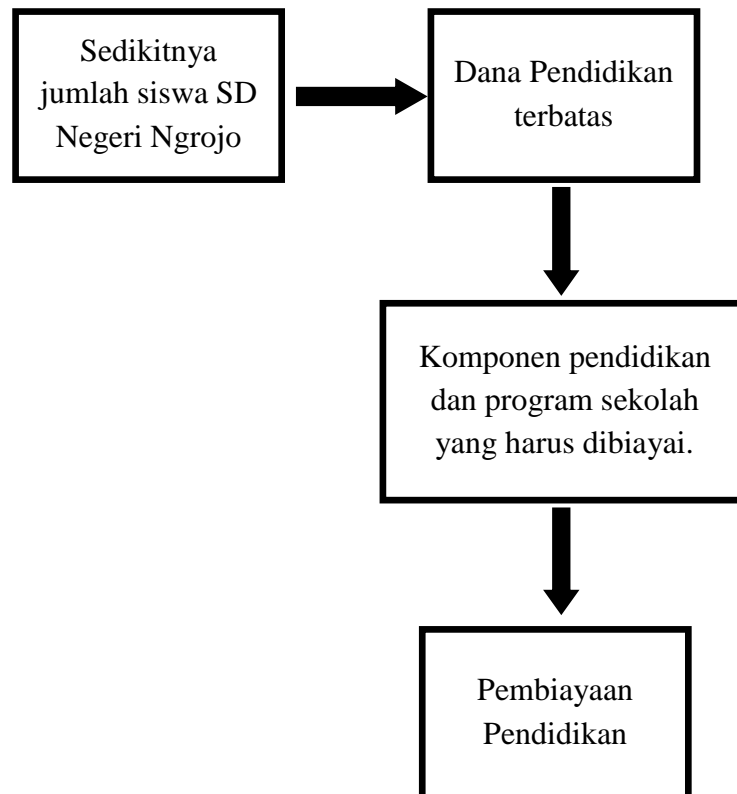 Sedikitnya
jumlah siswa SD
Negeri Ngrojo
Dana Pendidikan
terbatas
Komponen pendidikan
dan program sekolah
yang harus dibiayai.
Pembiayaan
Pendidikan